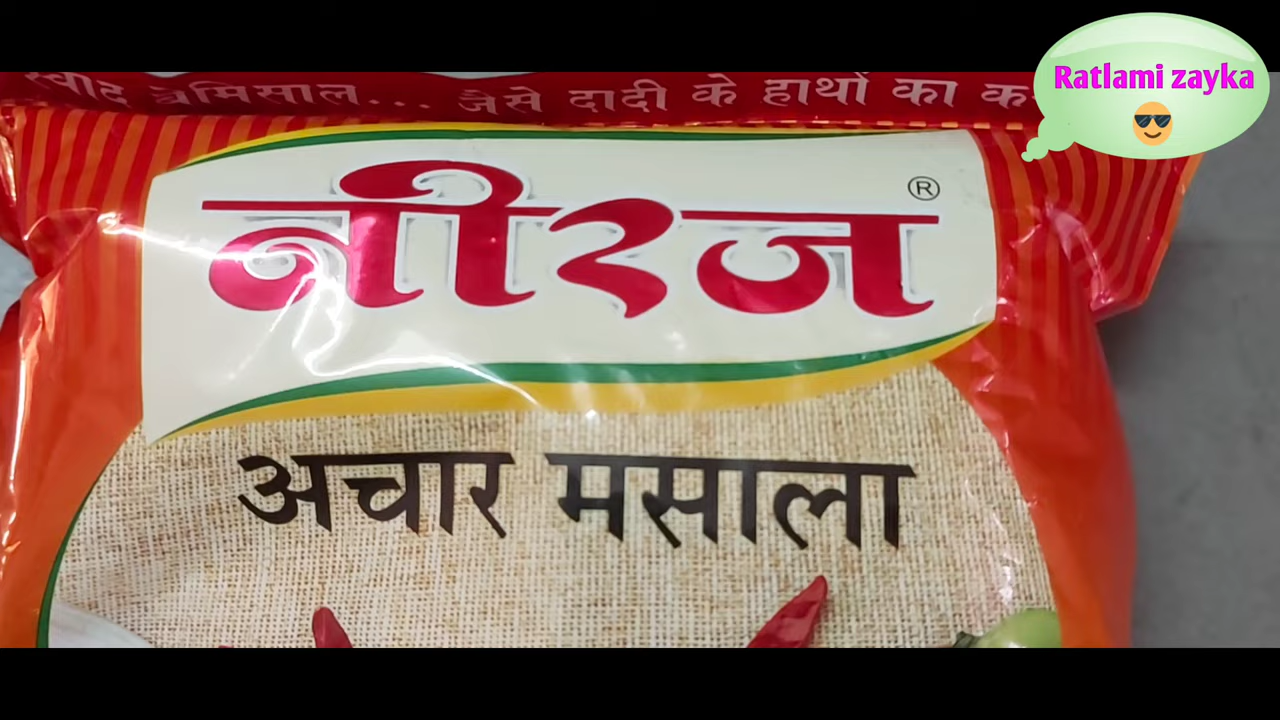 स्वाद बेमिसाल... जैसे दादी के हाथों का
Ratlami zayka
नीरज ®
अचार मसाला